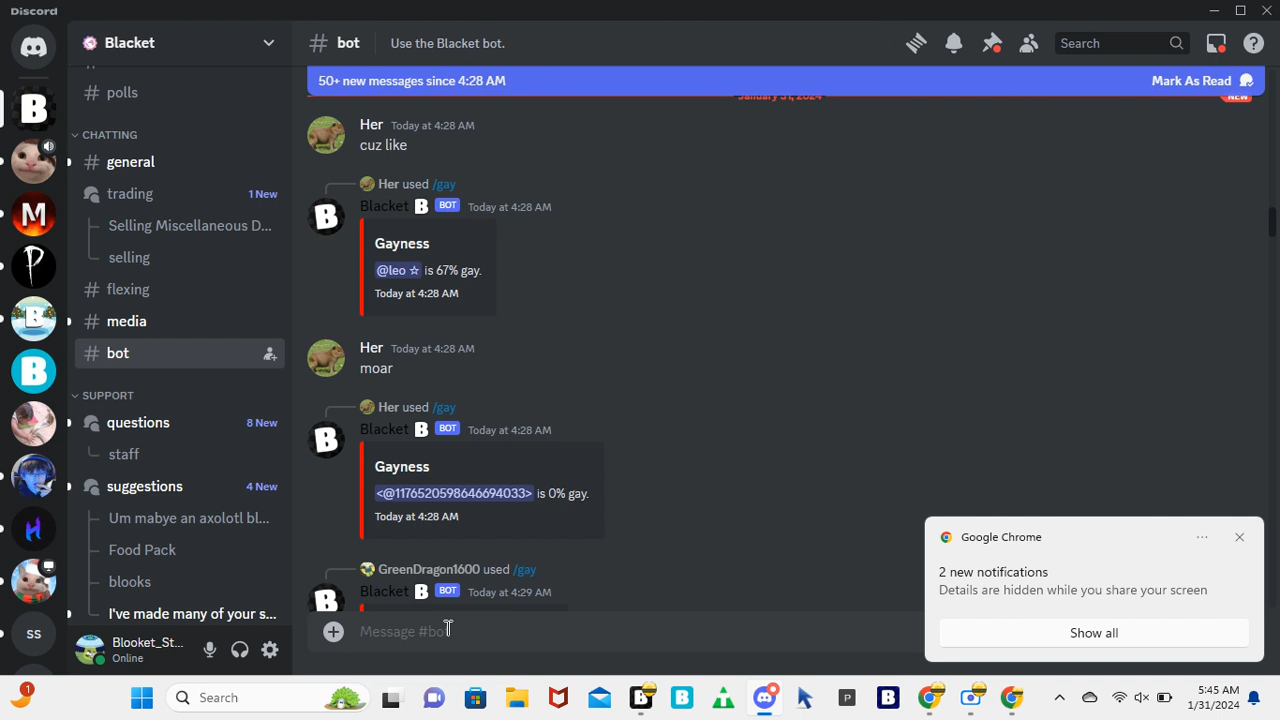 Discord
Blacket
# bot
Use the Blacket bot.
Search
50+ new messages since 4:28 AM
Mark As Read
polls
January 31, 2024
NEW
CHATTING
general
trading
1 New
Selling Miscellaneous D...
selling
flexing
media
bot
SUPPORT
questions
8 New
staff
suggestions
4 New
Um mabye an axolotl bl...
Food Pack
blooks
I've made many of your s...
Blooket_St...
Online
Her Today at 4:28 AM
cuz like
Her used /gay
Blacket B BOT Today at 4:28 AM
Gayness
@leo ☆ is 67% gay.
Today at 4:28 AM
Her Today at 4:28 AM
moar
Her used /gay
Blacket B BOT Today at 4:28 AM
Gayness
<@1176520598646694033> is 0% gay.
Today at 4:28 AM
GreenDragon1600 used /gay
Blacket B BOT Today at 4:29 AM
Message #bot
Google Chrome
2 new notifications
Details are hidden while you share your screen
Show all
B
M
P
B
B
H
ss
1
Search
B
B
P
B
5:45 AM
1/31/2024